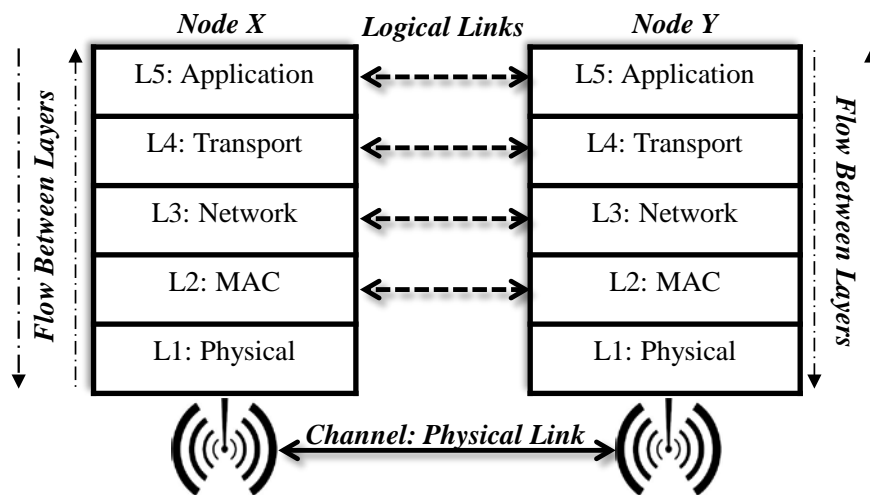 Node X
Logical Links
Node Y
Flow Between Layers
L5: Application
L4: Transport
L3: Network
L2: MAC
L1: Physical
L5: Application
L4: Transport
L3: Network
L2: MAC
L1: Physical
Flow Between Layers
Channel: Physical Link